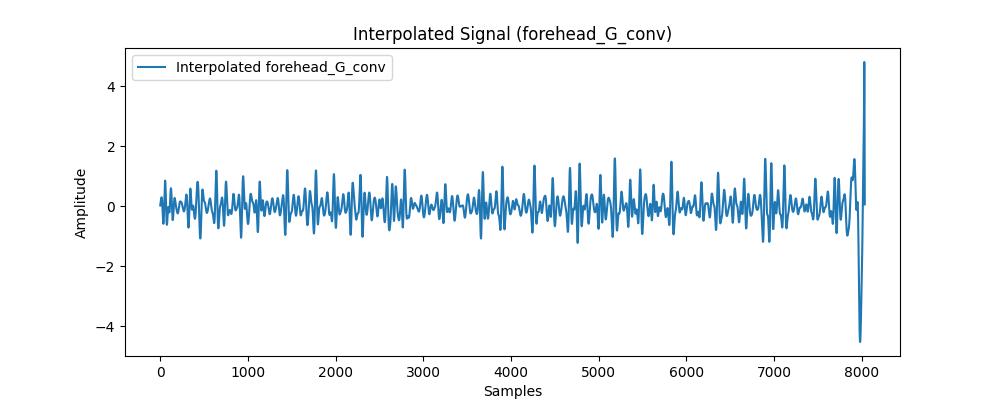 Interpolated Signal (forehead_G_conv)
Interpolated forehead_G_conv
4
2
0
−2
−4
Amplitude
0 1000 2000 3000 4000 5000 6000 7000 8000
Samples